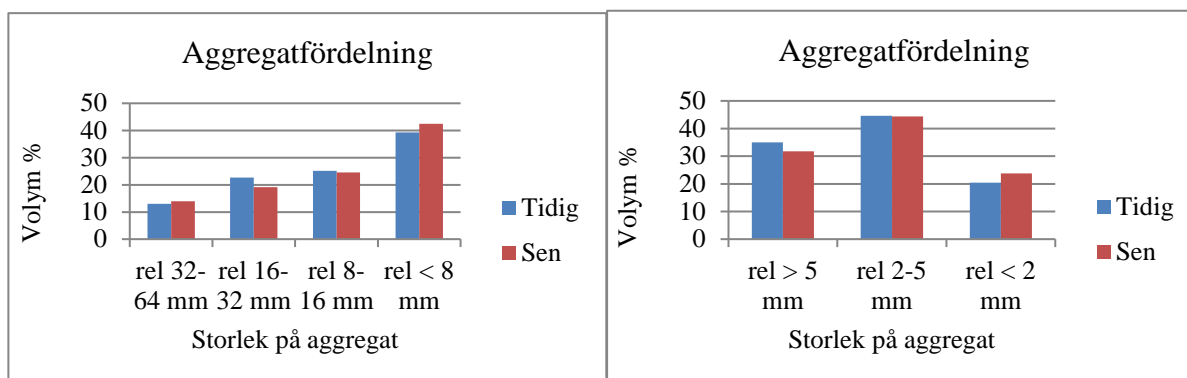 Aggregatfördelning
50
40
30
20
10
0
Volym %
rel 32-
64 mm
rel 16-
32 mm
rel 8-
16 mm
rel < 8
mm
Storlek på aggregat
Tidig
Sen
Aggregatfördelning
50
40
30
20
10
0
Volym %
rel > 5
mm
rel 2-5
mm
rel < 2
mm
Storlek på aggregat
Tidig
Sen